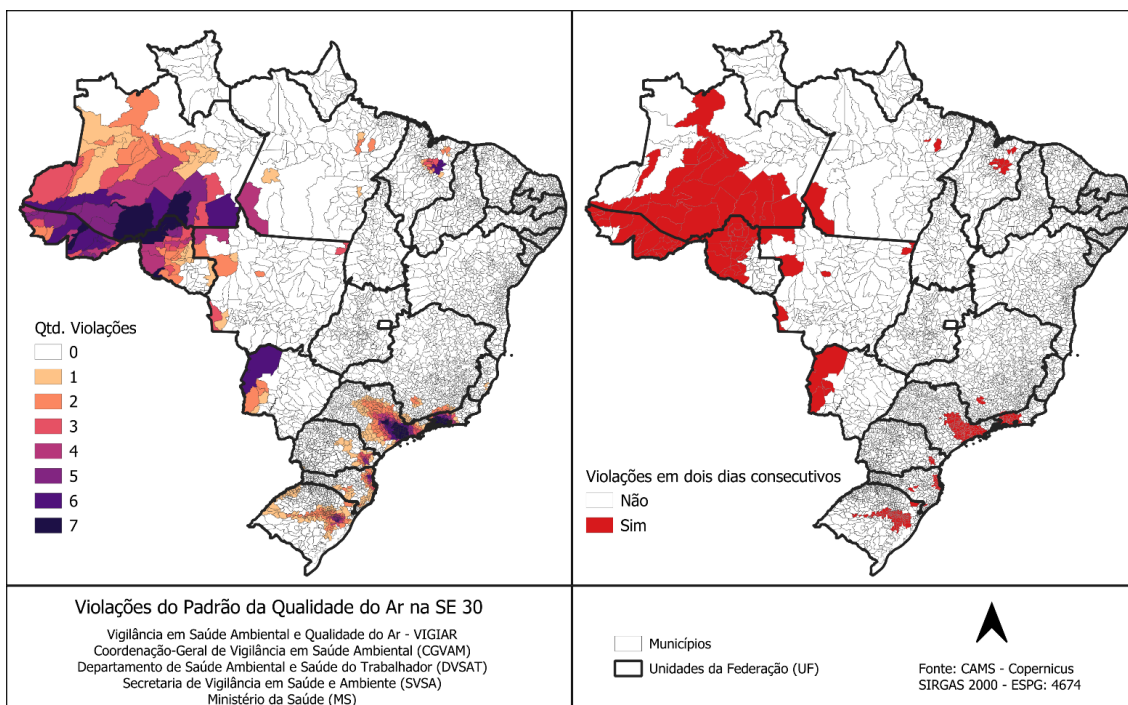 Qtd. Violações
0
1
2
3
4
5
6
7
Violações em dois dias consecutivos
Não
Sim
Violações do Padrão da Qualidade do Ar na SE 30
Vigilância em Saúde Ambiental e Qualidade do Ar - VIGIAR
Coordenação-Geral de Vigilância em Saúde Ambiental (CGVAM)
Departamento de Saúde Ambiental e Saúde do Trabalhador (DVSAT)
Secretaria de Vigilância em Saúde e Ambiente (SVSA)
Ministério da Saúde (MS)
Municípios
Unidades da Federação (UF)
Fonte: CAMS - Copernicus
SIRGAS 2000 - ESPG: 4674